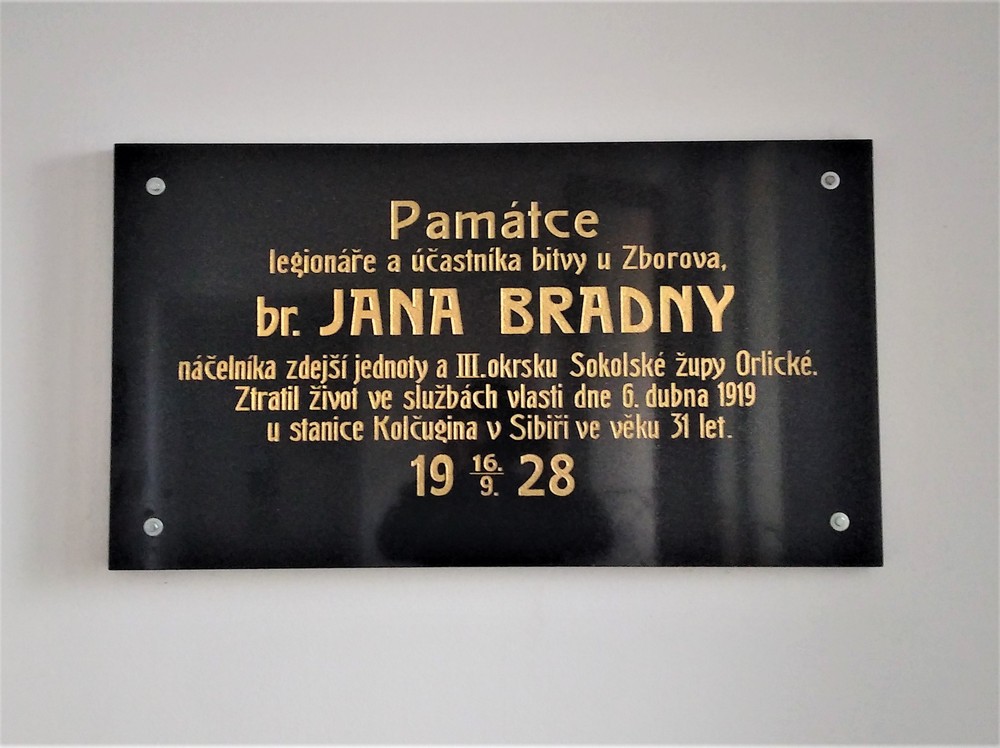 Památce
legionáře a účastníka bitvy u Zborova,
br. JANA BRADNY
náčelníka zdejší jednoty a III.okrsku Sokolské župy Orlické.
Ztratil život ve službách vlasti dne 6. dubna 1919
u stanice Kolčugina v Sibiři ve věku 31 let.
19 16./9. 28